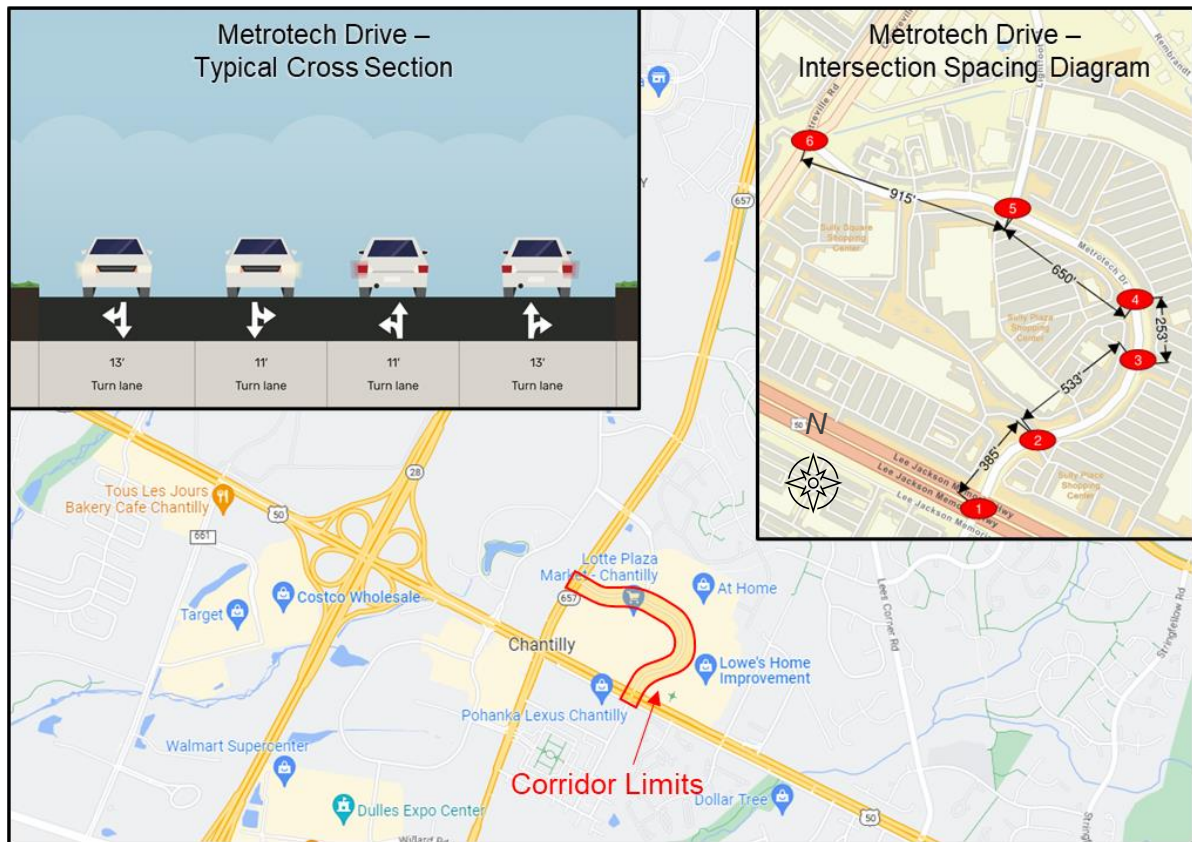 Metrotech Drive –
Typical Cross Section
13'
11'
11'
13'
Turn lane
Turn lane
Turn lane
Turn lane
Metrotech Drive –
Intersection Spacing Diagram
Rembrandt
6
915'
5
Sully Square
Shopping
Center
650'
Metrotech Dr
4
253'
Sully Plaza
Shopping
Center
3
533'
2
50
N
385'
Lee Jackson Memorial Hwy
Sully Place
Shopping
Center
1
657
28
Tous Les Jours
Bakery Cafe Chantilly
50
661
Costco Wholesale
Target
Lotte Plaza
Market - Chantilly
At Home
657
Chantilly
Lowe's Home
Improvement
Pohanka Lexus Chantilly
Lees Corner Rd
Stringfellow Rd
Walmart Supercenter
Corridor Limits
Dollar Tree
Dulles Expo Center
50
Willard Rd